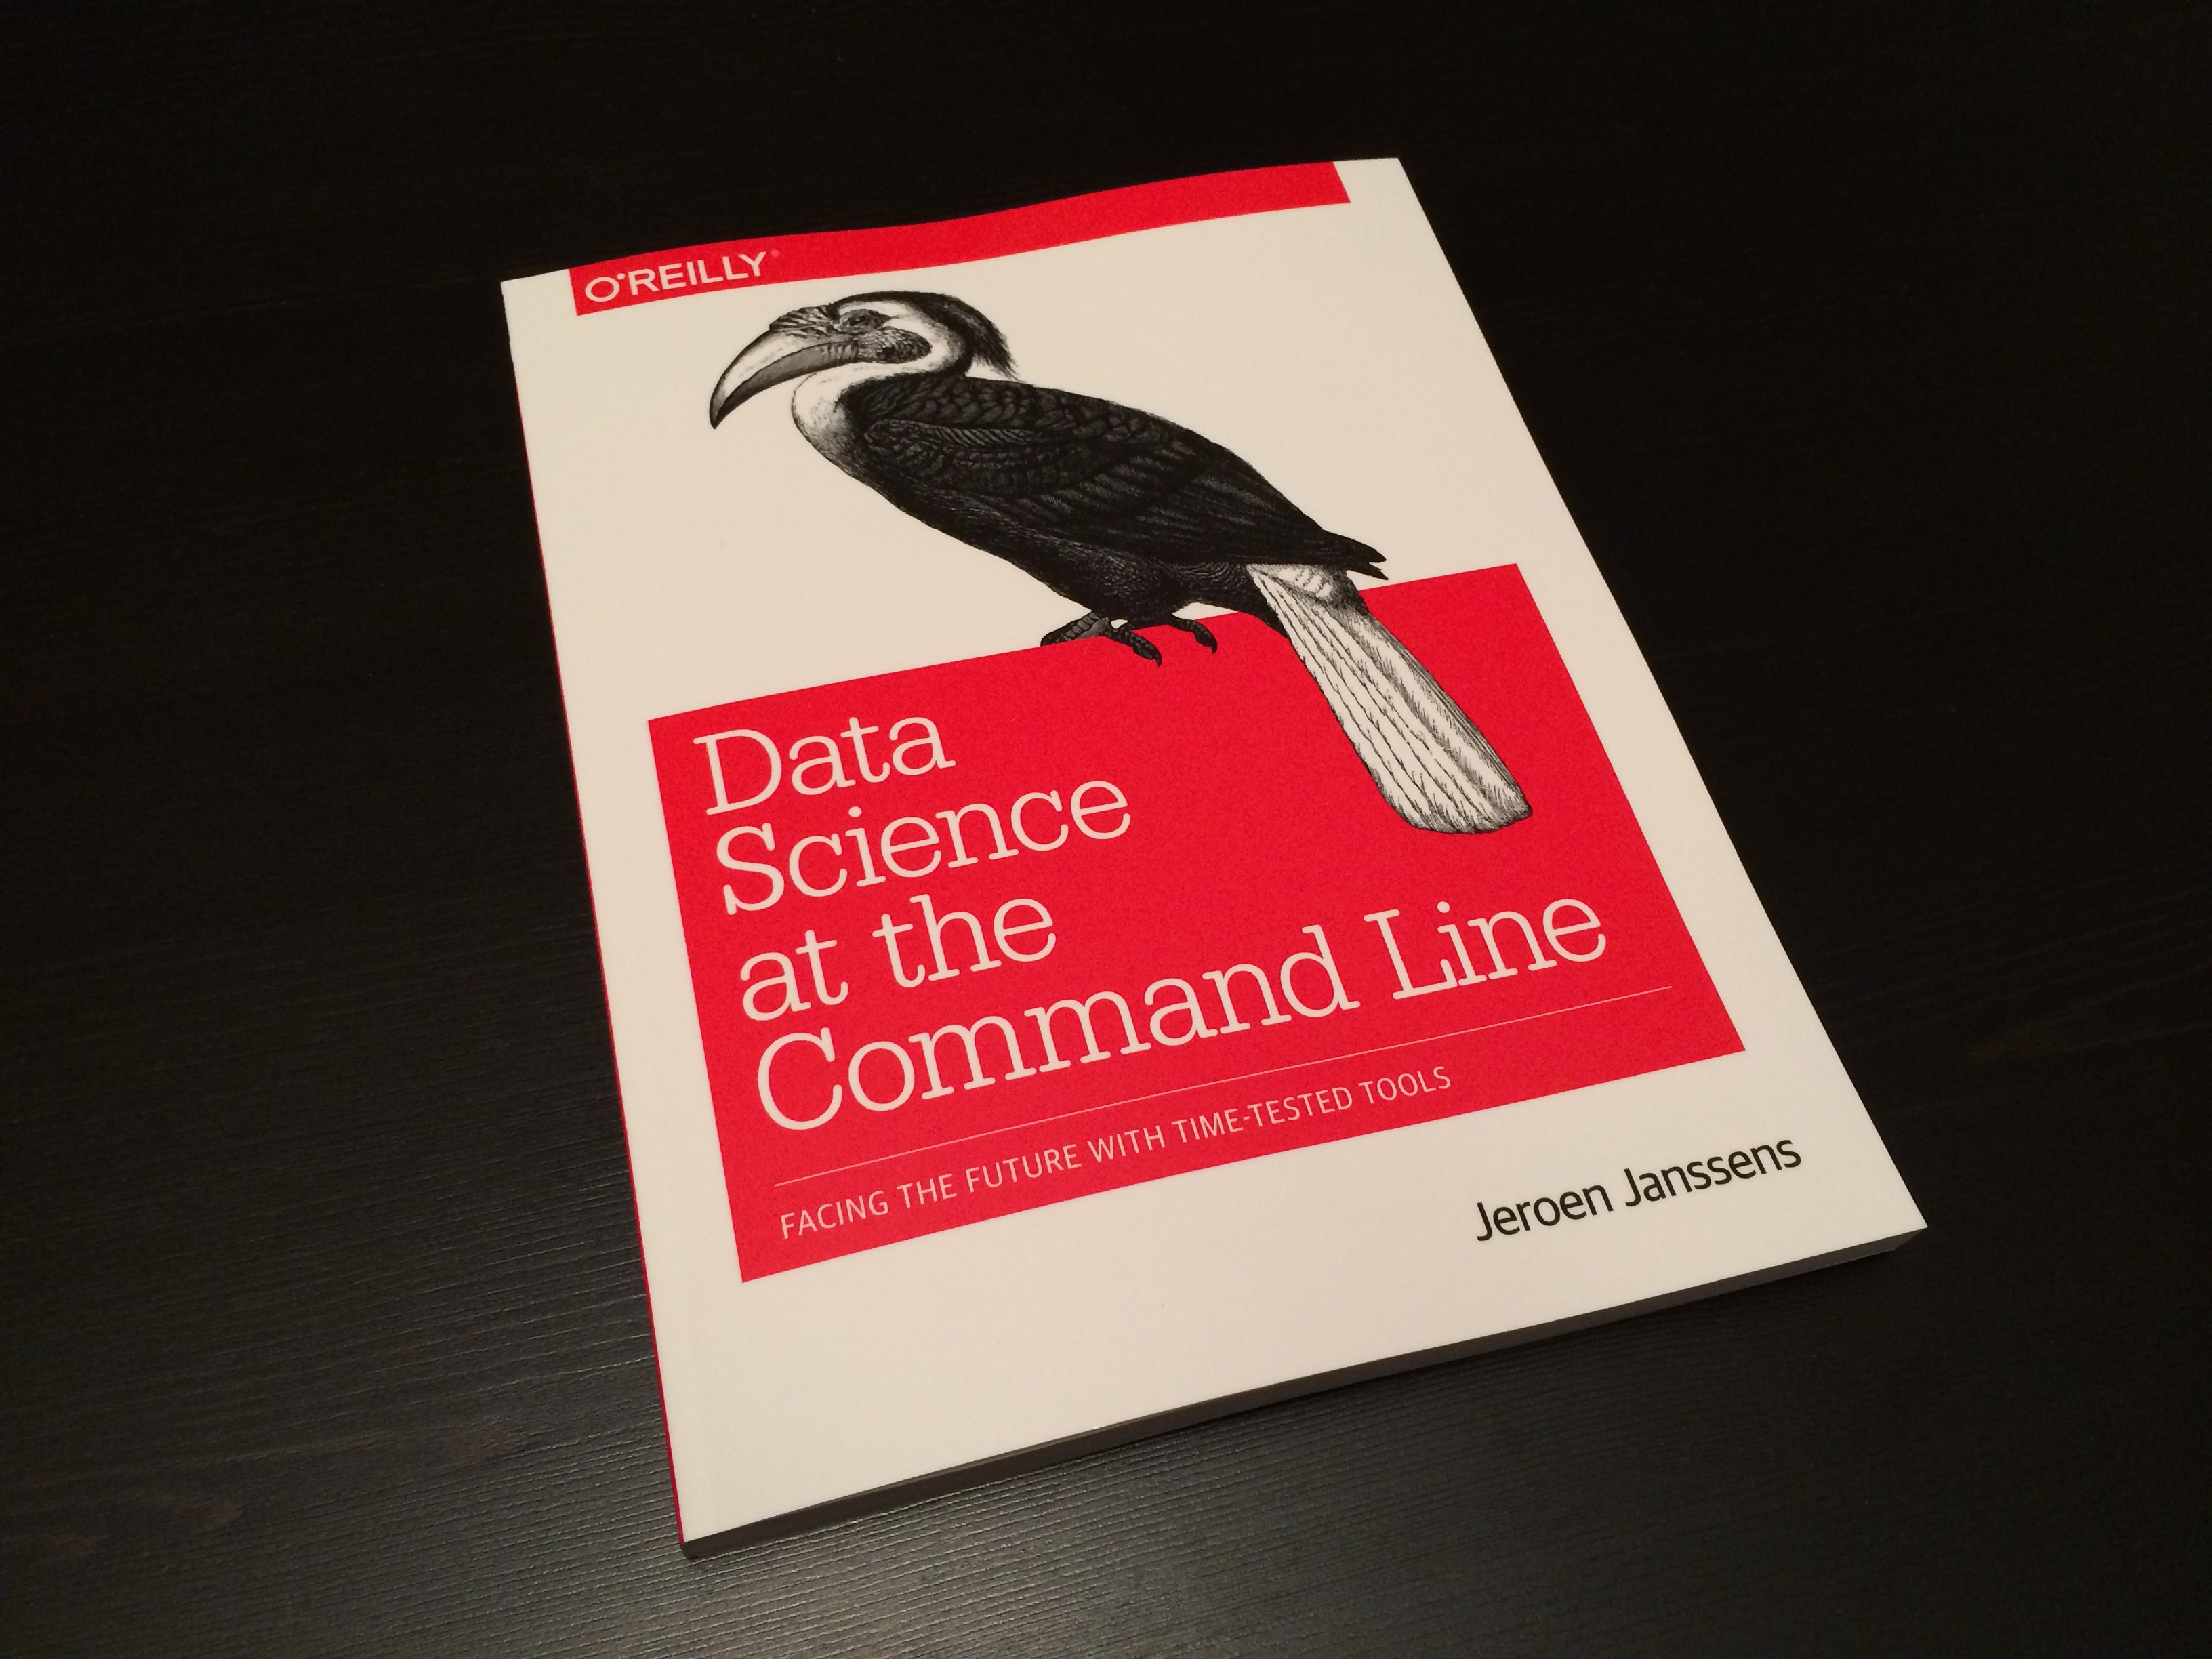 O'REILLY®
Data
Science
at the
Command Line
FACING THE FUTURE WITH TIME-TESTED TOOLS
Jeroen Janssens